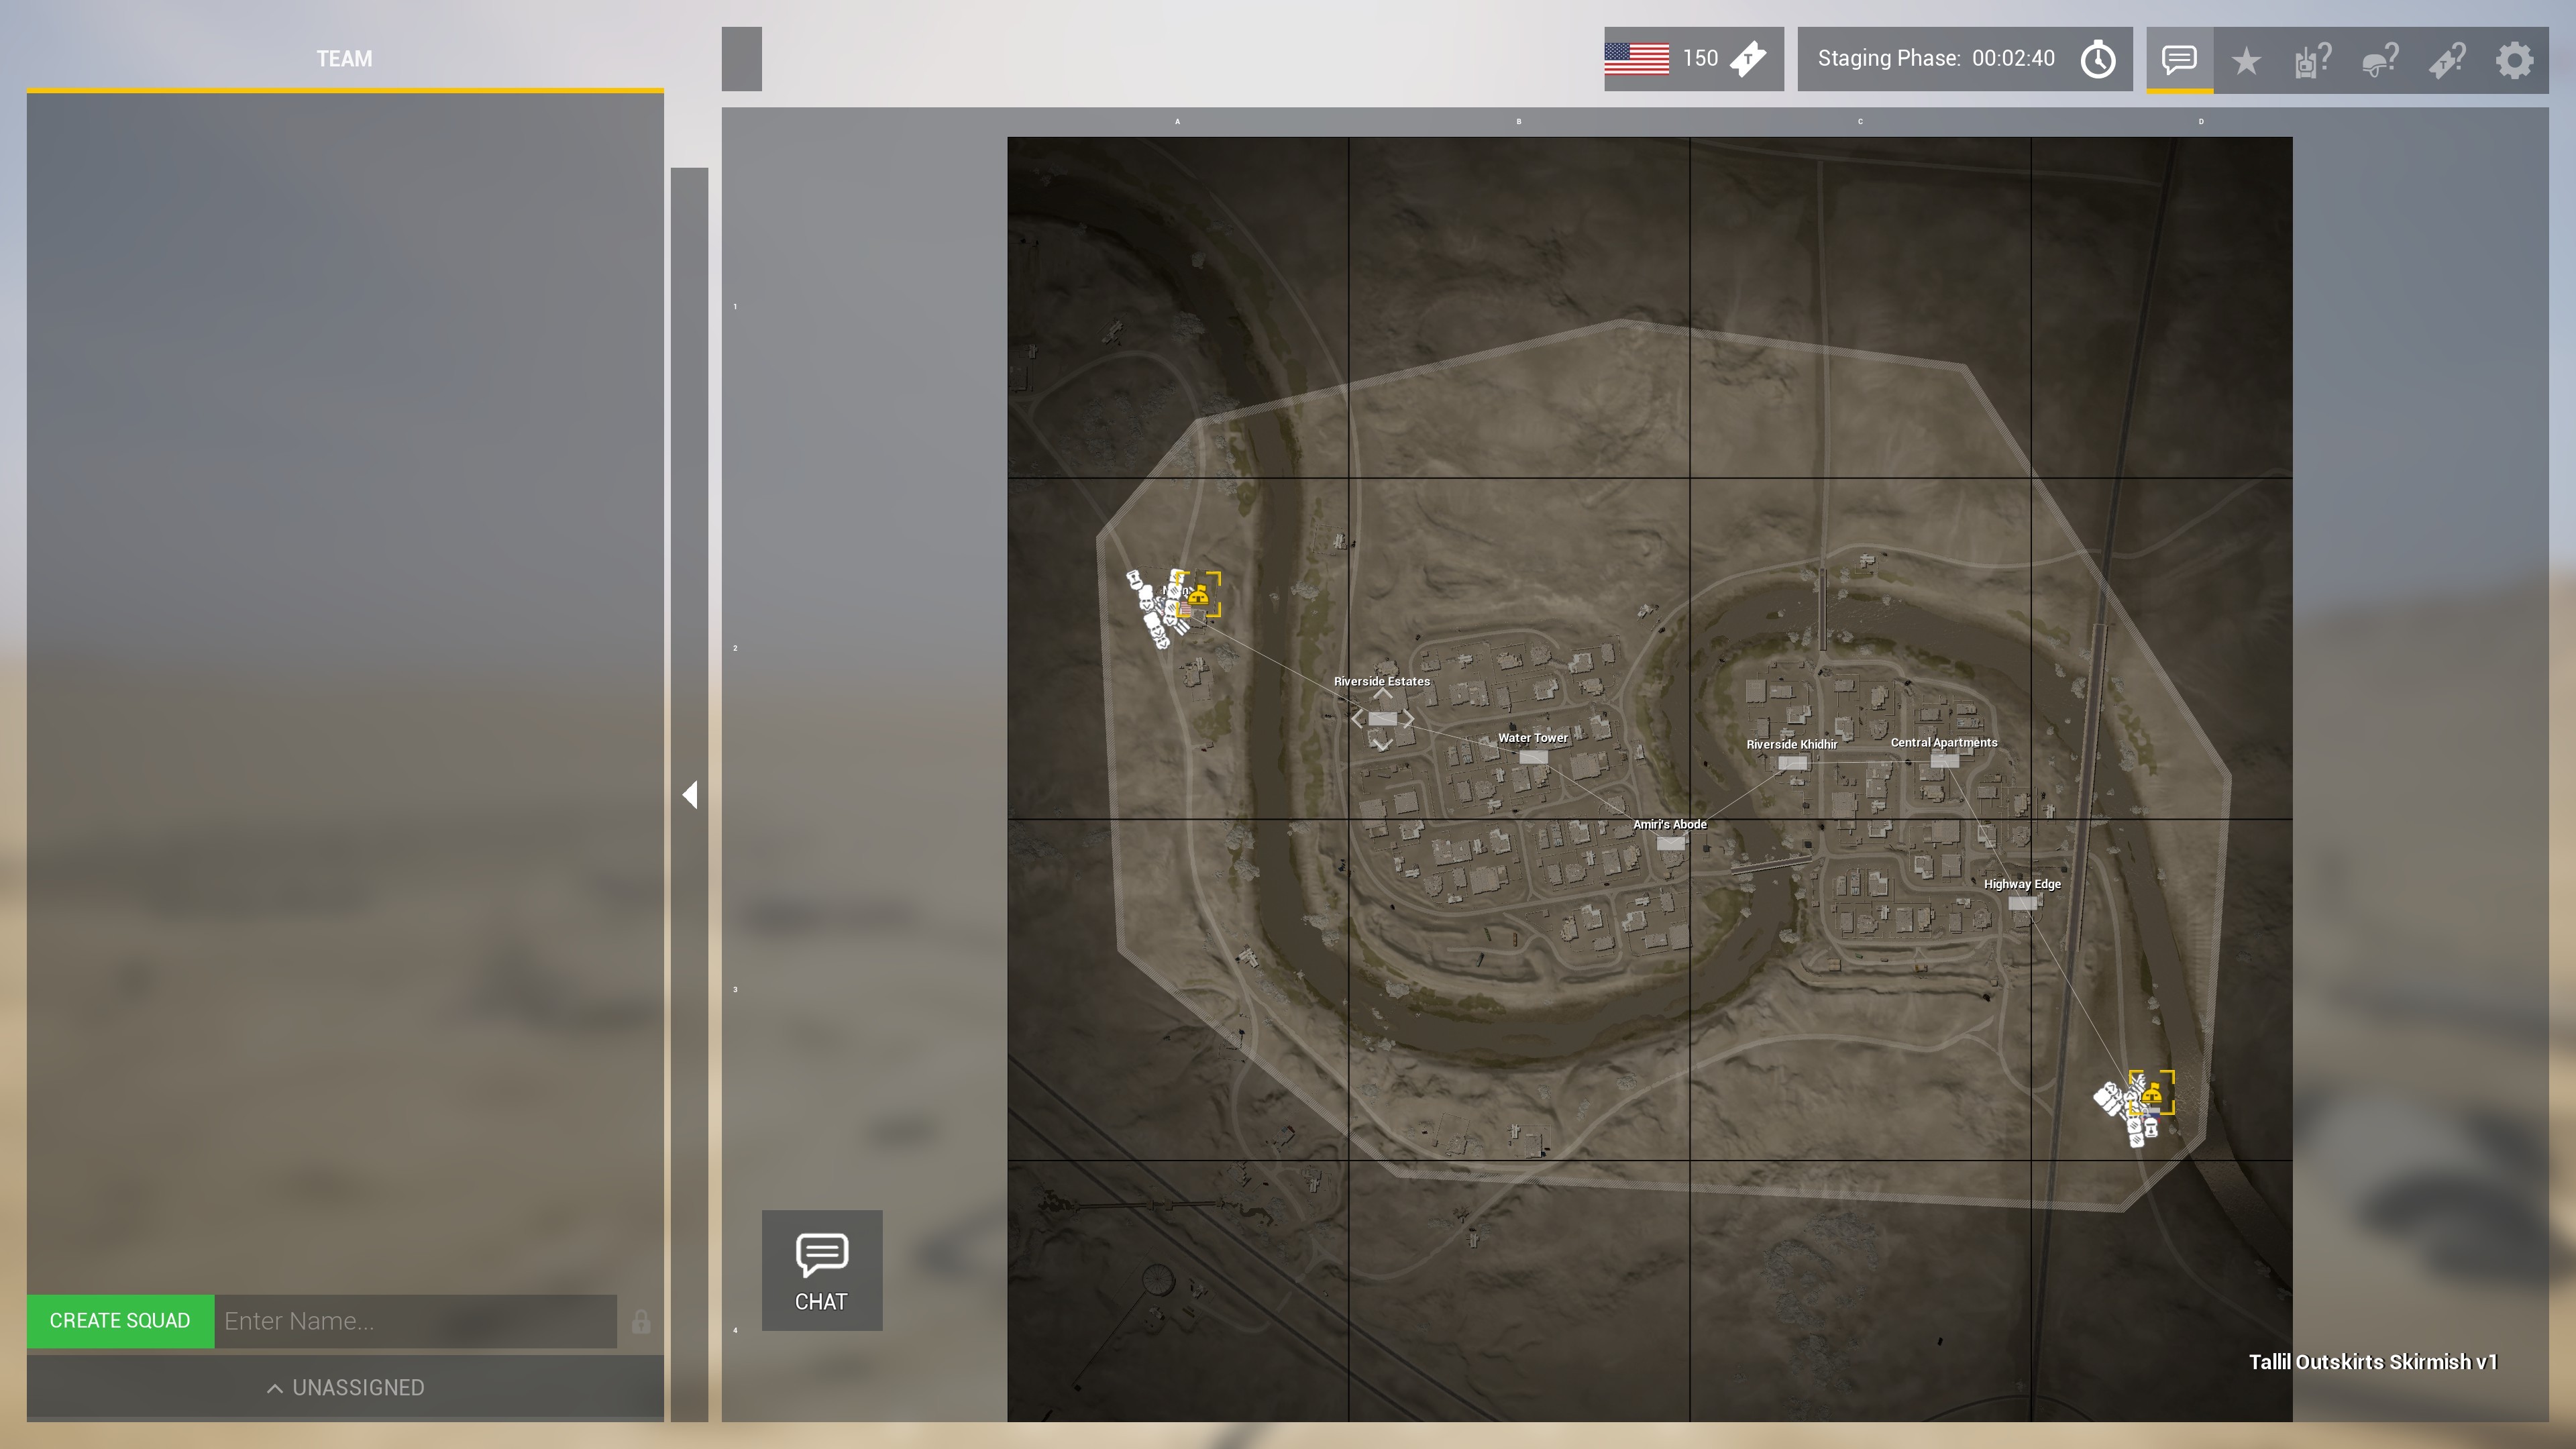 TEAM
150
Staging Phase: 00:02:40
A
B
C
D
1
2
3
4
Riverside Estates
Water Tower
Riverside Khidhir
Central Apartments
Amiri's Abode
Highway Edge
CHAT
CREATE SQUAD
Enter Name...
UNASSIGNED
Tallil Outskirts Skirmish v1